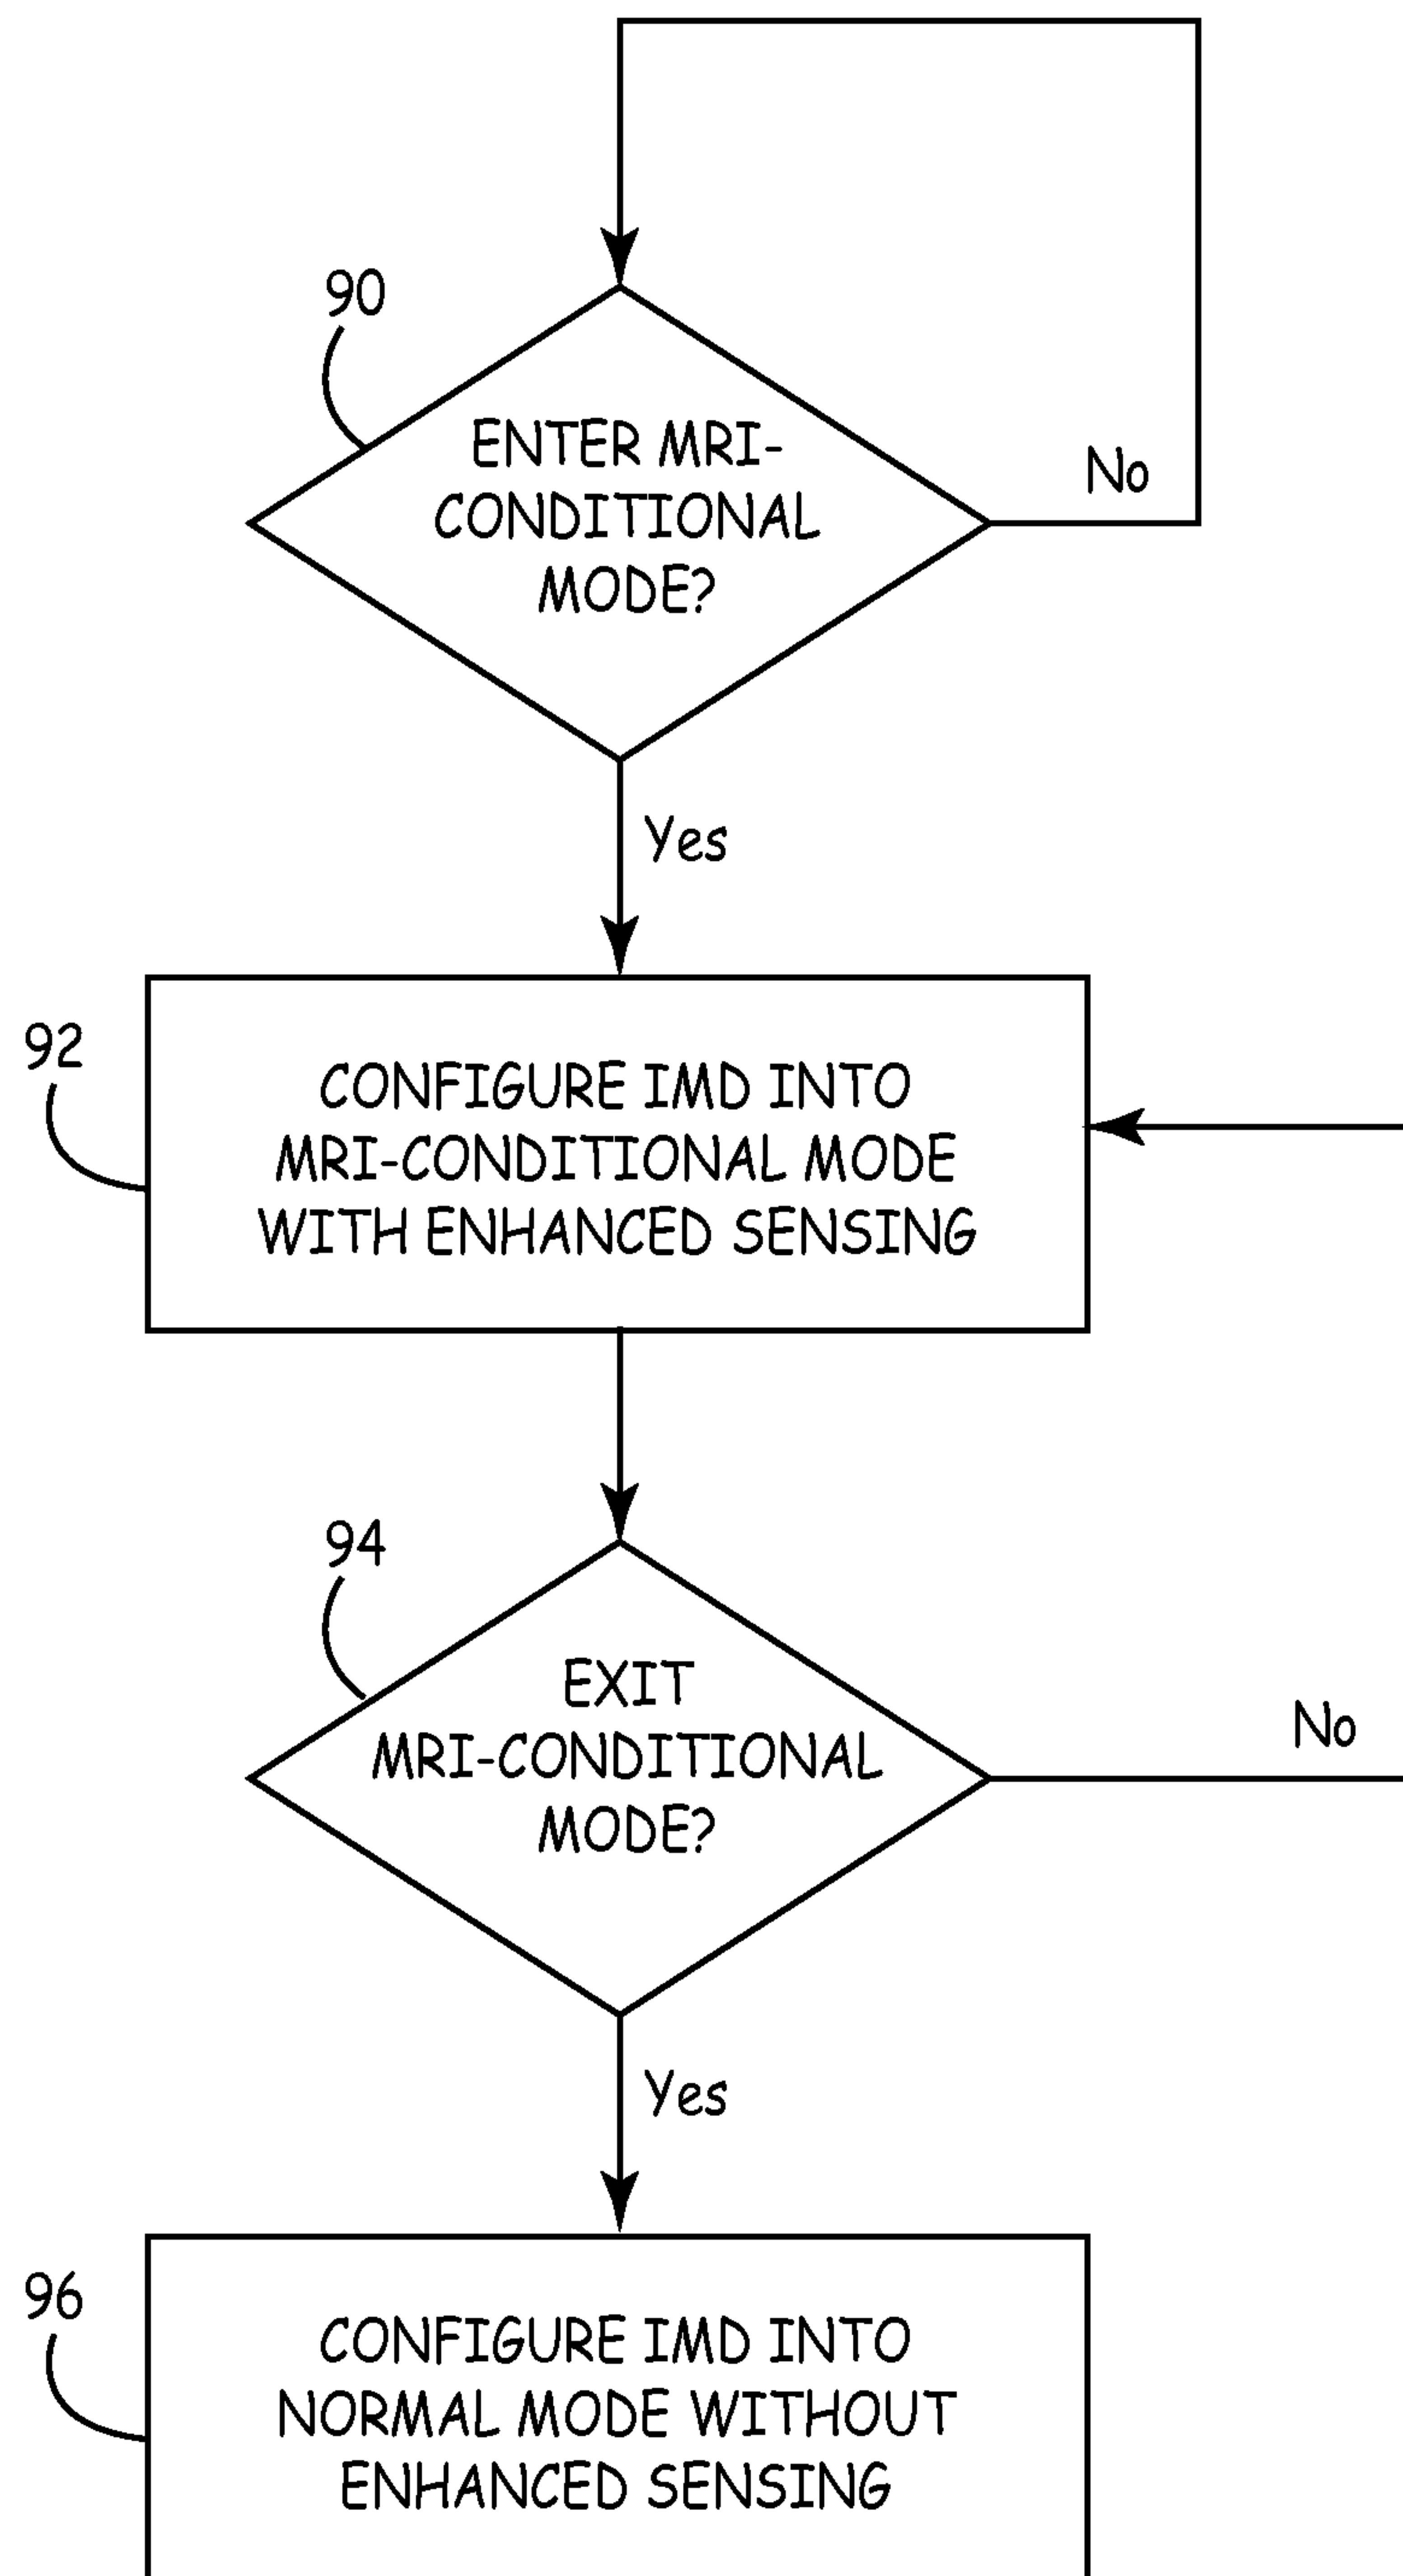 90
ENTER MRI-
CONDITIONAL
MODE?
No
Yes
92
CONFIGURE IMD INTO
MRI-CONDITIONAL MODE
WITH ENHANCED SENSING
94
EXIT
MRI-CONDITIONAL
MODE?
No
Yes
96
CONFIGURE IMD INTO
NORMAL MODE WITHOUT
ENHANCED SENSING